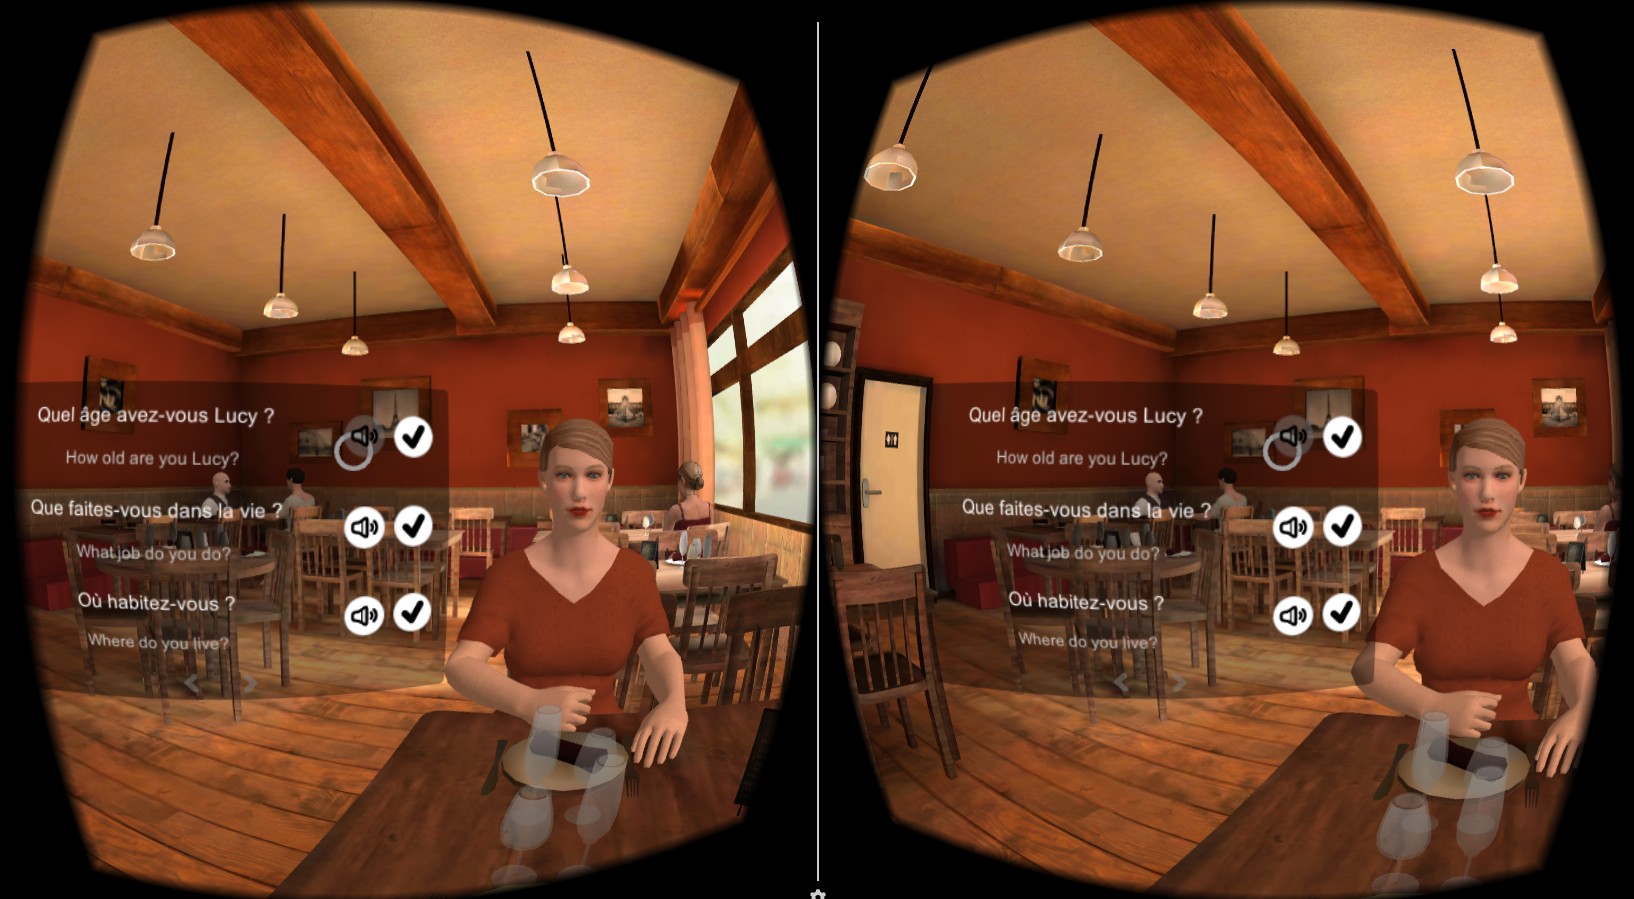 Quel âge avez-vous Lucy ?
How old are you Lucy?
Que faites-vous dans la vie ?
What job do you do?
Où habitez-vous ?
Where do you live?
Quel âge avez-vous Lucy ?
How old are you Lucy?
Que faites-vous dans la vie ?
What job do you do?
Où habitez-vous ?
Where do you live?